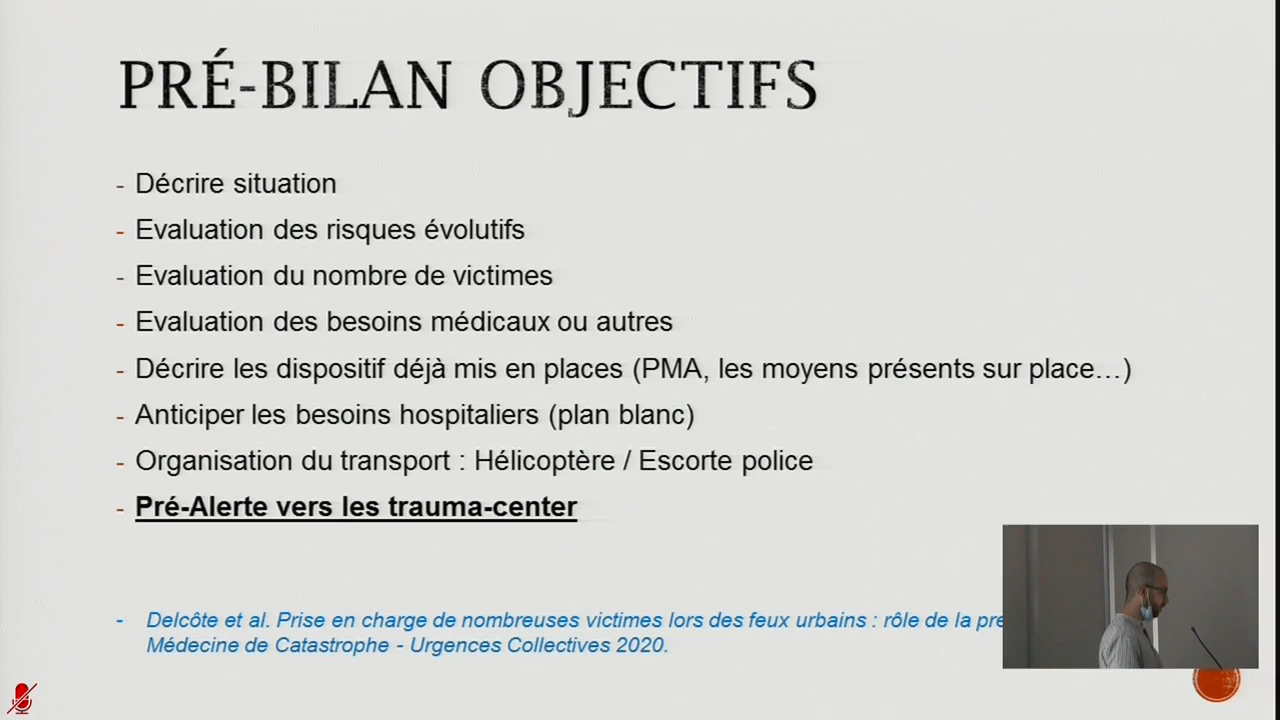 PRÉ-BILAN OBJECTIFS
- Décrire situation
- Evaluation des risques évolutifs
- Evaluation du nombre de victimes
- Evaluation des besoins médicaux ou autres
- Décrire les dispositif déjà mis en places (PMA, les moyens présents sur place…)
- Anticiper les besoins hospitaliers (plan blanc)
- Organisation du transport : Hélicoptère / Escorte police
- Pré-Alerte vers les trauma-center
- Delcôte et al. Prise en charge de nombreuses victimes lors des feux urbains : rôle de la
Médecine de Catastrophe - Urgences Collectives 2020.